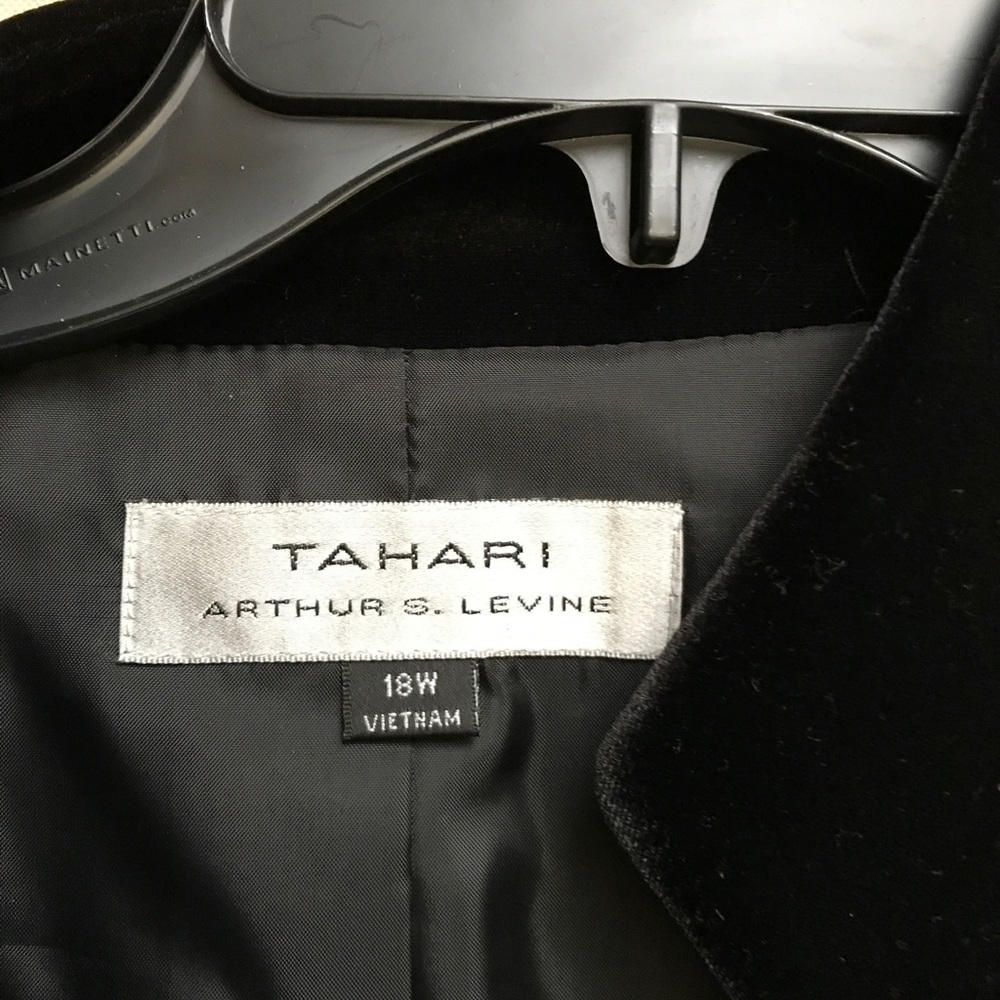 MAINETTI.COM
TAHARI
ARTHUR S. LEVINE
18W
VIETNAM